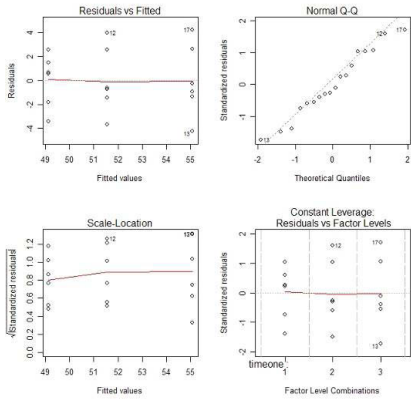 Residuals vs Fitted
Residuals
4
2
0
-2
-4
12
17
13
49 50 51 52 53 54 55
Fitted values
Normal Q-Q
Standardized residuals
2
1
0
-1
13
12
17
-2 -1 0 1 2
Theoretical Quantiles
Scale-Location
√|Standardized residuals|
1.2
1.0
0.8
0.6
0.4
0.2
0.0
12
49 50 51 52 53 54 55
Fitted values
Constant Leverage:
Residuals vs Factor Levels
Standardized residuals
2
1
0
-1
-2
12
17
13
timeone :
1 2 3
Factor Level Combinations